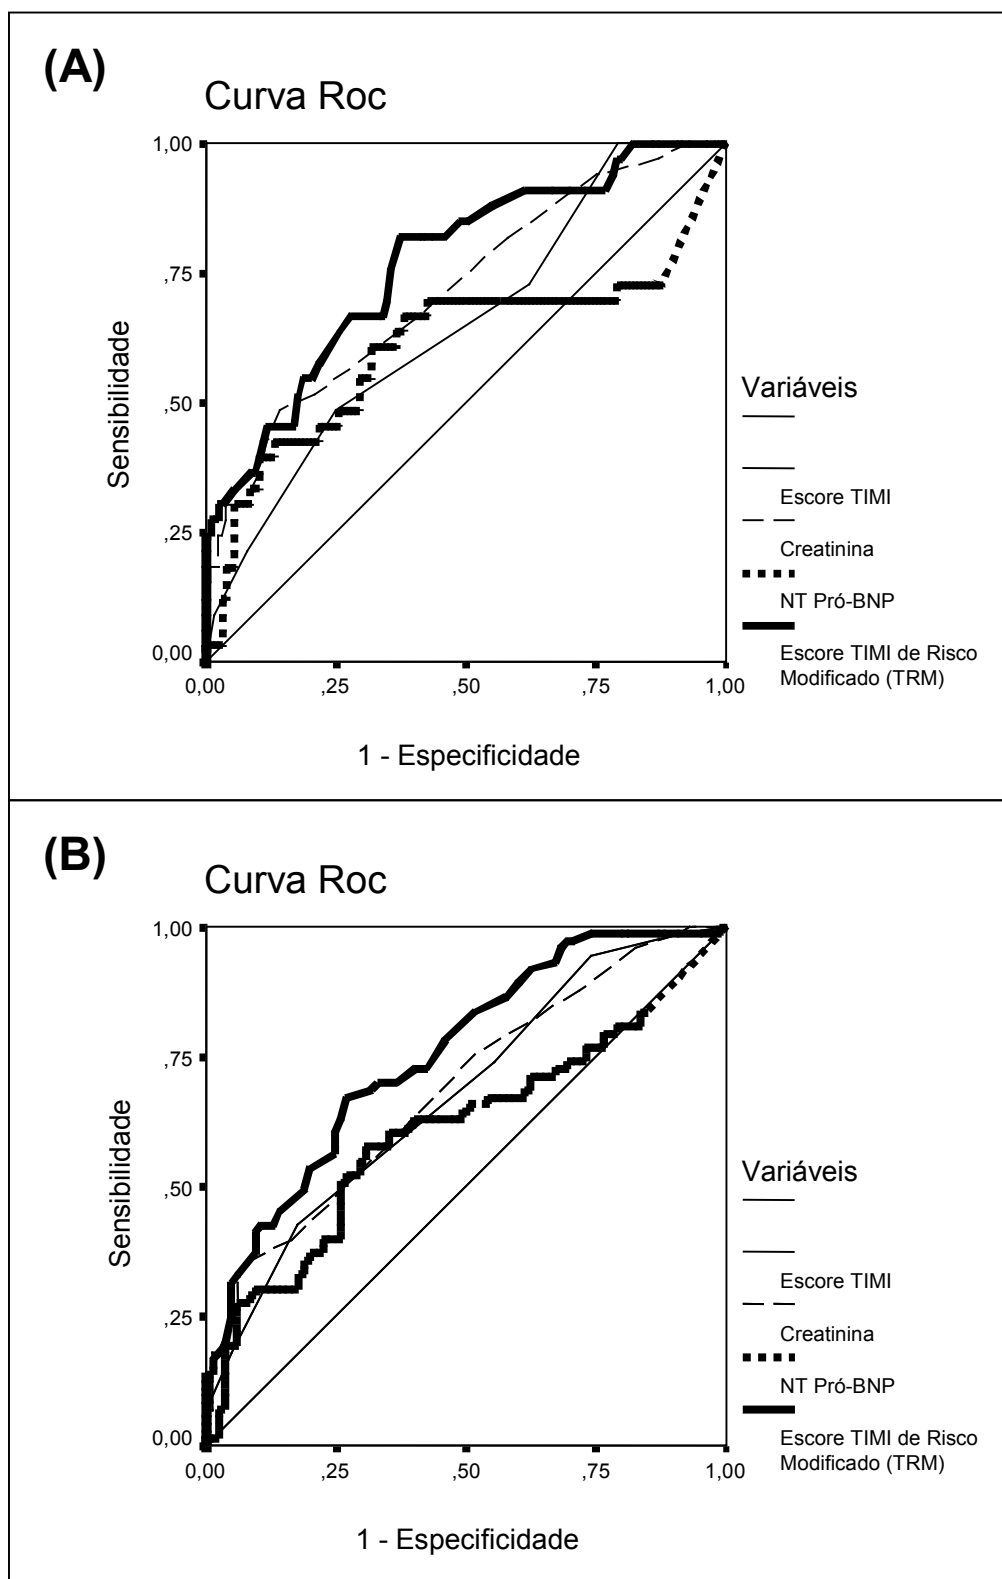 (A)
Curva Roc
1,00
,75
,50
,25
0,00
Sensibilidade
0,00
,25
,50
,75
1,00
1 - Especificidade
Variáveis
Escore TIMI
Creatinina
NT Pró-BNP
Escore TIMI de Risco
Modificado (TRM)
(B)
Curva Roc
1,00
,75
,50
,25
0,00
Sensibilidade
0,00
,25
,50
,75
1,00
1 - Especificidade
Variáveis
Escore TIMI
Creatinina
NT Pró-BNP
Escore TIMI de Risco
Modificado (TRM)